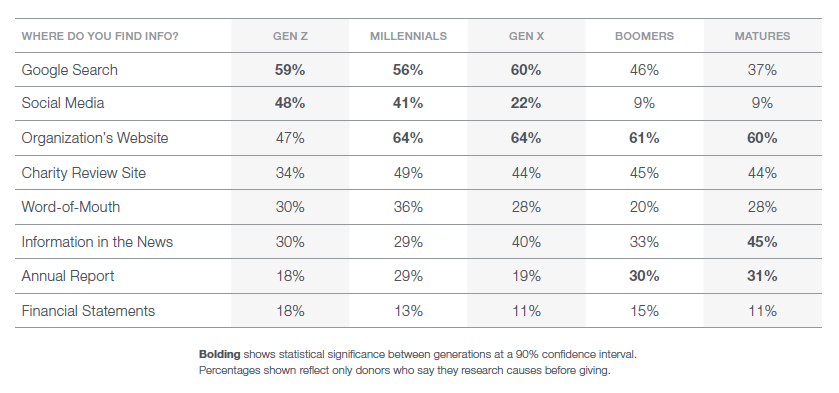 WHERE DO YOU FIND INFO? GEN Z MILLENNIALS GEN X BOOMERS MATURES
Google Search 59% 56% 60% 46% 37%
Social Media 48% 41% 22% 9% 9%
Organization's Website 47% 64% 64% 61% 60%
Charity Review Site 34% 49% 44% 45% 44%
Word-of-Mouth 30% 36% 28% 20% 28%
Information in the News 30% 29% 40% 33% 45%
Annual Report 18% 29% 19% 30% 31%
Financial Statements 18% 13% 11% 15% 11%
Bolding shows statistical significance between generations at a 90% confidence interval.
Percentages shown reflect only donors who say they research causes before giving.